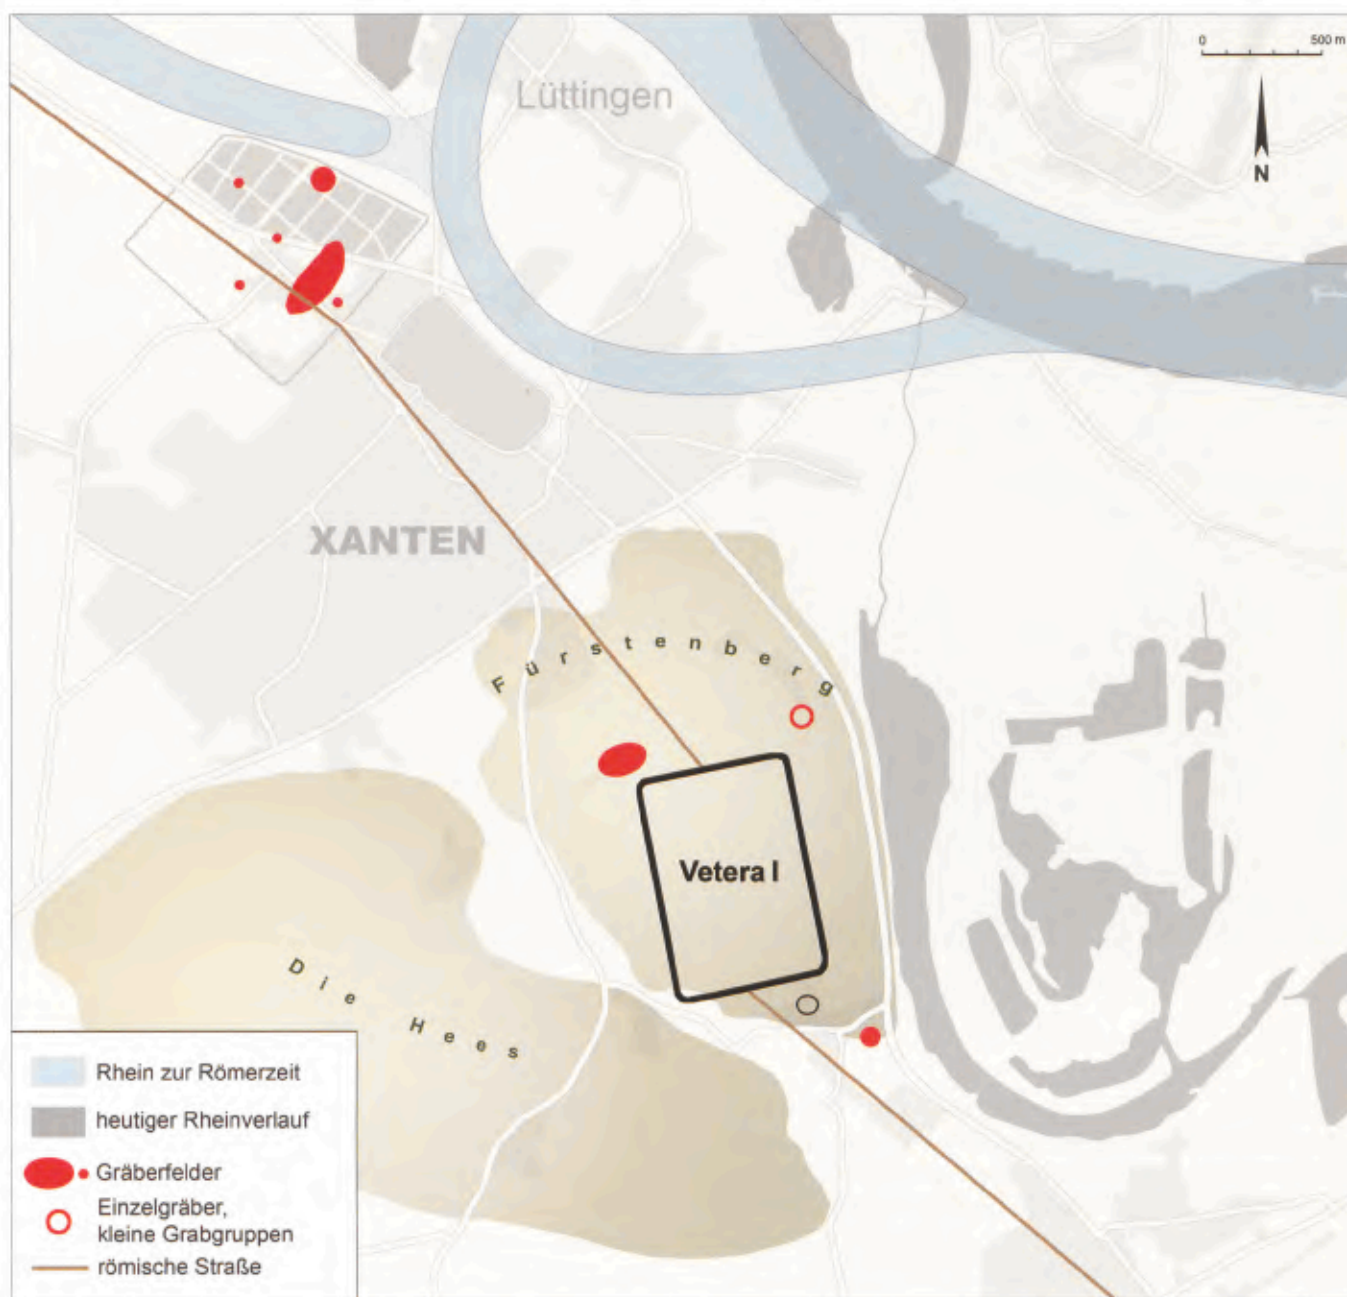 0 500 m
Lüttingen
N
XANTEN
Fürstenberg
Vetera I
Die Hees
Rhein zur Römerzeit
heutiger Rheinverlauf
Gräberfelder
Einzelgräber,
kleine Grabgruppen
römische Straße